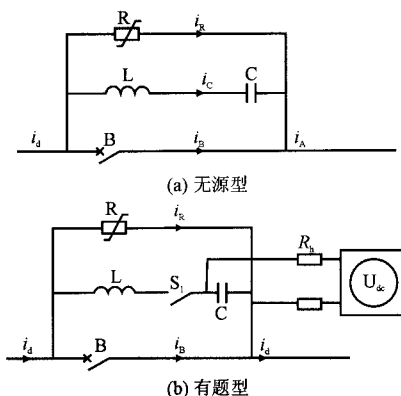 R
i_R
L
i_C
C
i_d
B
i_B
i_A
(a) 无源型
R
i_R
R_h
L
S_1
C
U_dc
i_d
B
i_B
i_d
(b) 有题型